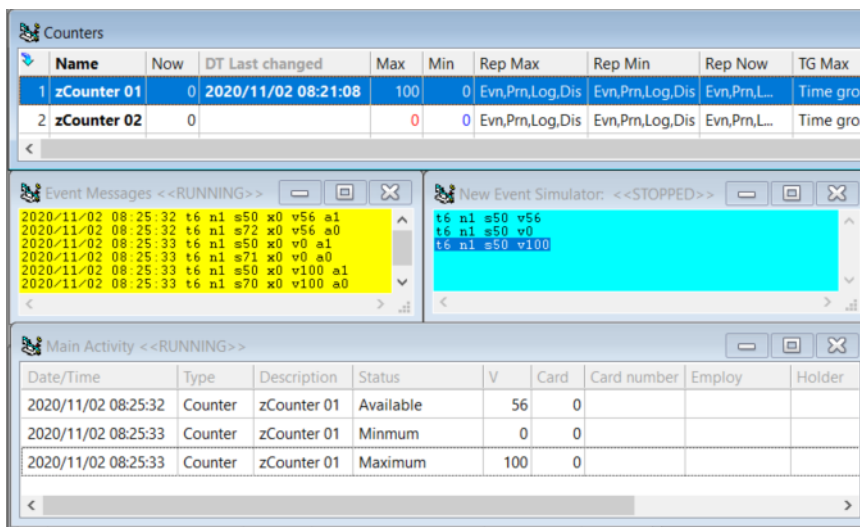 Counters
Name Now DT Last changed Max Min Rep Max Rep Min Rep Now TG Max
1 zCounter 01 0 2020/11/02 08:21:08 100 0 Evn,Prn,Log,Dis Evn,Prn,Log,Dis Evn,Prn,L... Time gro
2 zCounter 02 0 0 0 Evn,Prn,Log,Dis Evn,Prn,Log,Dis Evn,Prn,L... Time gro
Event Messages <<RUNNING>>
2020/11/02 08:25:32 t6 n1 s50 x0 v56 a1
2020/11/02 08:25:32 t6 n1 s72 x0 v56 a0
2020/11/02 08:25:33 t6 n1 s50 x0 v0 a1
2020/11/02 08:25:33 t6 n1 s71 x0 v0 a0
2020/11/02 08:25:33 t6 n1 s50 x0 v100 a1
2020/11/02 08:25:33 t6 n1 s70 x0 v100 a0
New Event Simulator: <<STOPPED>>
t6 n1 s50 v56
t6 n1 s50 v0
t6 n1 s50 v100
Main Activity <<RUNNING>>
Date/Time Type Description Status V Card Card number Employ Holder
2020/11/02 08:25:32 Counter zCounter 01 Available 56 0
2020/11/02 08:25:33 Counter zCounter 01 Minmum 0 0
2020/11/02 08:25:33 Counter zCounter 01 Maximum 100 0